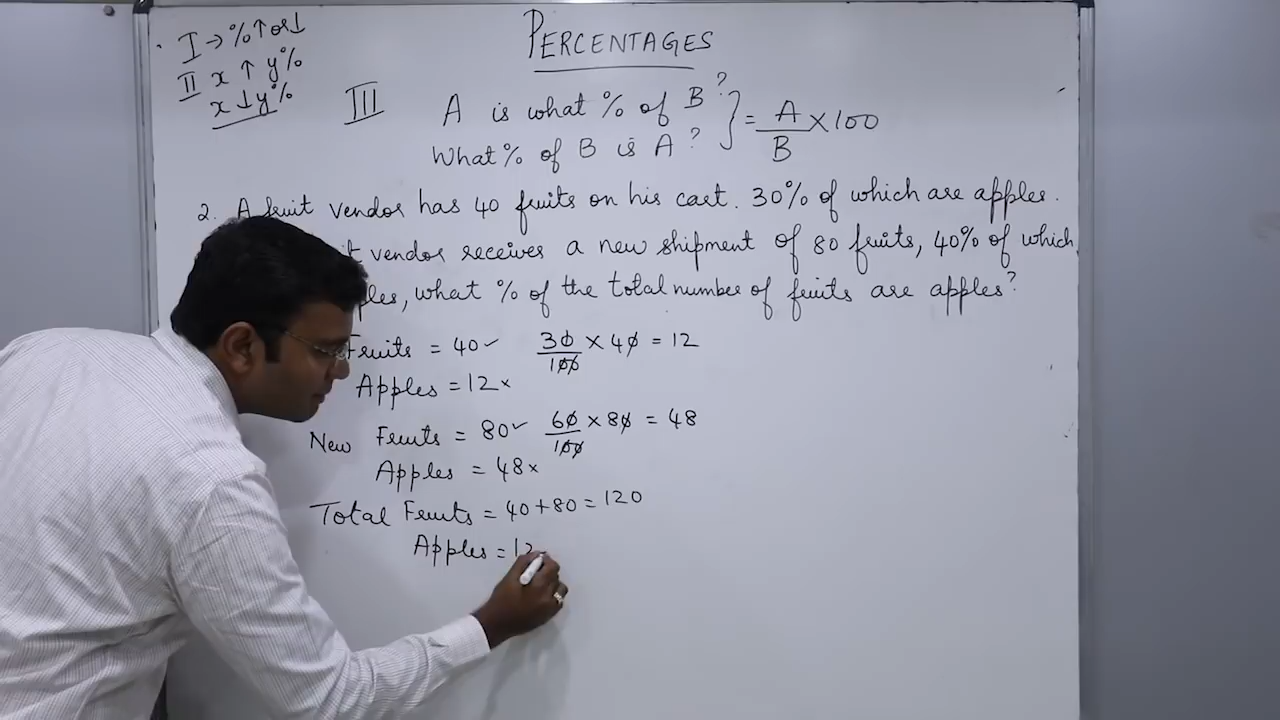 PERCENTAGES
I → % ↑ or ↓
II x ↑ y%
x ↓ y%
III A is what % of B ?
What % of B is A ? } = A/B × 100
2. A fruit vendor has 40 fruits on his cart. 30% of which are apples.
vendor receives a new shipment of 80 fruits, 40% of which
what % of the total number of fruits are apples?
Fruits = 40 ✓ 30/100 × 40 = 12
Apples = 12 ×
New Fruits = 80 ✓ 60/100 × 80 = 48
Apples = 48 ×
Total Fruits = 40 + 80 = 120
Apples = 12